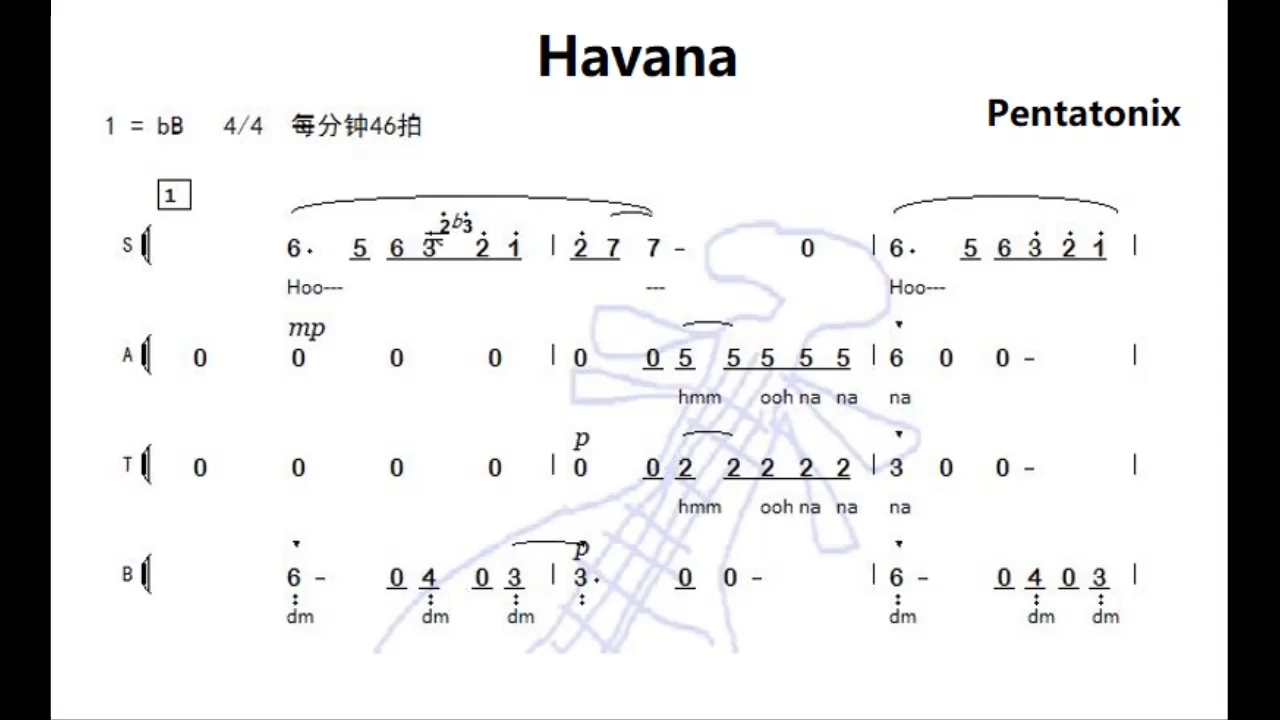 Havana
Pentatonix
1 = bB 4/4 每分钟46拍
1
2 b3
S 6. 5 6 3 2 1 | 2 7 7 - 0 | 6. 5 6 3 2 1 |
Hoo--- --- Hoo---
mp
A 0 0 0 0 | 0 0 5 5 5 5 5 | 6 0 0 - |
hmm ooh na na na
p
T 0 0 0 0 | 0 0 2 2 2 2 2 | 3 0 0 - |
hmm ooh na na na
p
B 6 - 0 4 0 3 | 3. 0 0 - | 6 - 0 4 0 3 |
dm dm dm dm dm dm